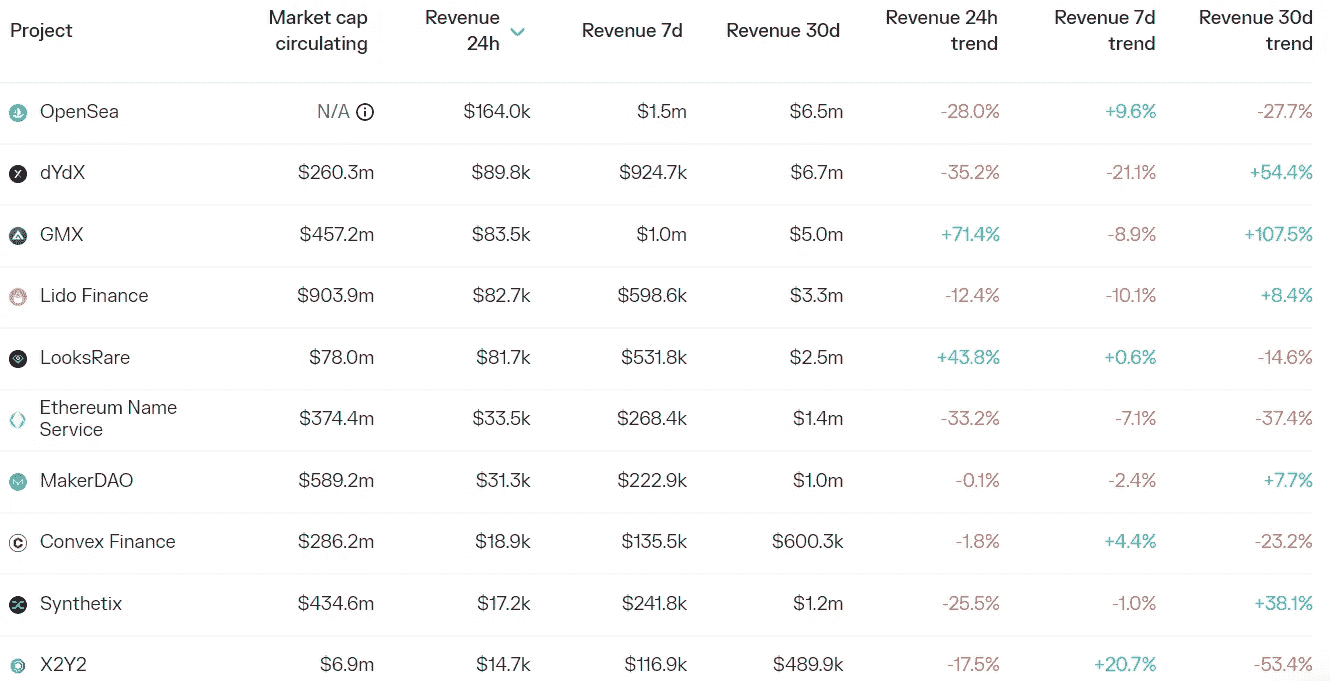 Project Market cap circulating Revenue 24h Revenue 7d Revenue 30d Revenue 24h trend Revenue 7d trend Revenue 30d trend
OpenSea N/A $164.0k $1.5m $6.5m -28.0% +9.6% -27.7%
dYdX $260.3m $89.8k $924.7k $6.7m -35.2% -21.1% +54.4%
GMX $457.2m $83.5k $1.0m $5.0m +71.4% -8.9% +107.5%
Lido Finance $903.9m $82.7k $598.6k $3.3m -12.4% -10.1% +8.4%
LooksRare $78.0m $81.7k $531.8k $2.5m +43.8% +0.6% -14.6%
Ethereum Name Service $374.4m $33.5k $268.4k $1.4m -33.2% -7.1% -37.4%
MakerDAO $589.2m $31.3k $222.9k $1.0m -0.1% -2.4% +7.7%
Convex Finance $286.2m $18.9k $135.5k $600.3k -1.8% +4.4% -23.2%
Synthetix $434.6m $17.2k $241.8k $1.2m -25.5% -1.0% +38.1%
X2Y2 $6.9m $14.7k $116.9k $489.9k -17.5% +20.7% -53.4%